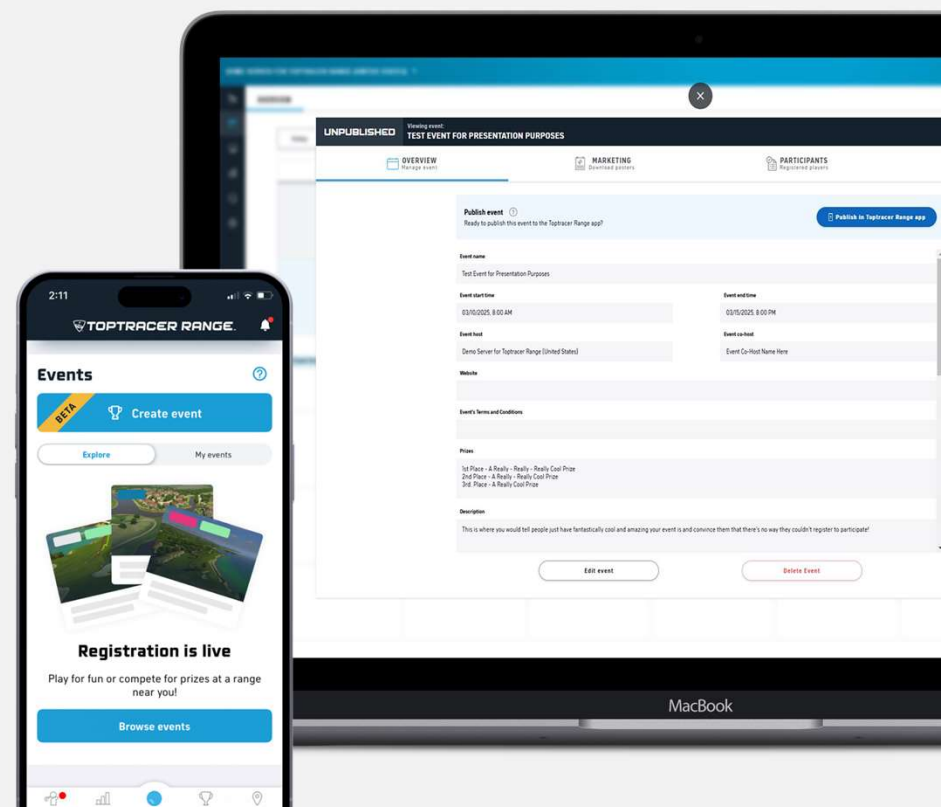 UNPUBLISHED
Viewing event:
TEST EVENT FOR PRESENTATION PURPOSES
OVERVIEW
Manage event
MARKETING
Download posters
PARTICIPANTS
Registered players
Publish event
Ready to publish this event to the Toptracer Range app?
Publish in Toptracer Range app
Event name
Test Event for Presentation Purposes
Event start time
Event end time
03/10/2025, 8:00 AM
03/15/2025, 8:00 PM
Event host
Event co-host
Demo Server for Toptracer Range (United States)
Event Co-Host Name Here
Website
Event's Terms and Conditions
Prizes
1st Place - A Really - Really - Really Cool Prize
2nd Place - A Really - Really Cool Prize
3rd. Place - A Really Cool Prize
Description
This is where you would tell people just have fantastically cool and amazing your event is and convince them that there's no way they couldn't register to participate!
Edit event
Delete Event
MacBook
2:11
TOPTRACER RANGE.
Events
BETA
Create event
Explore
My events
Registration is live
Play for fun or compete for prizes at a range
near you!
Browse events